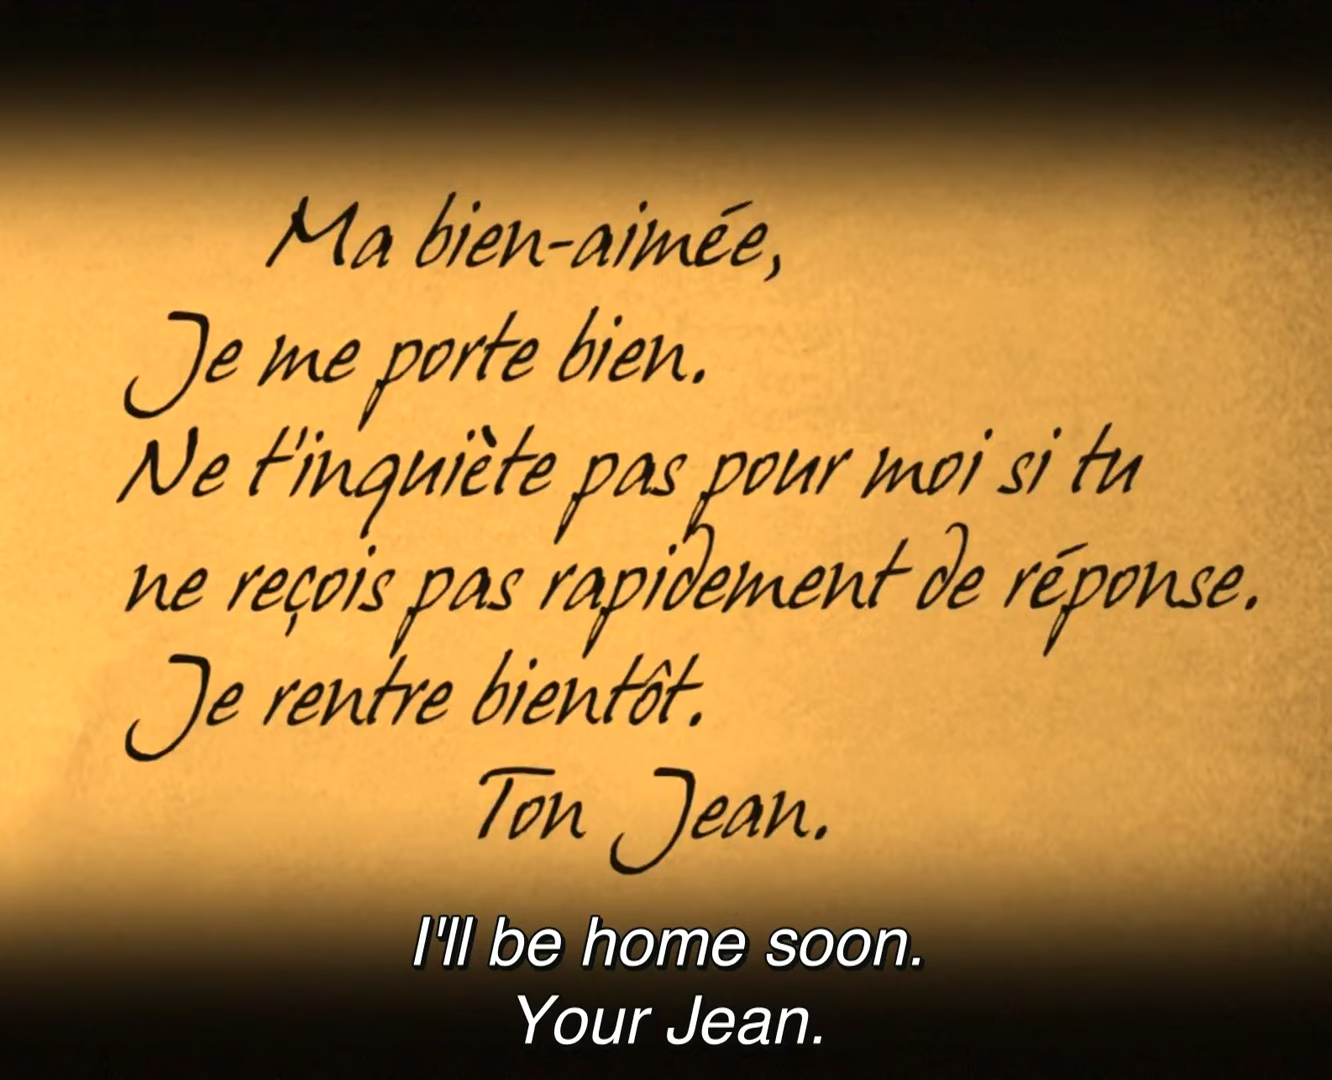 Ma bien-aimée,
Je me porte bien.
Ne t'inquiète pas pour moi si tu
ne reçois pas rapidement de réponse.
Je rentre bientôt.
Ton Jean.
I'll be home soon.
Your Jean.